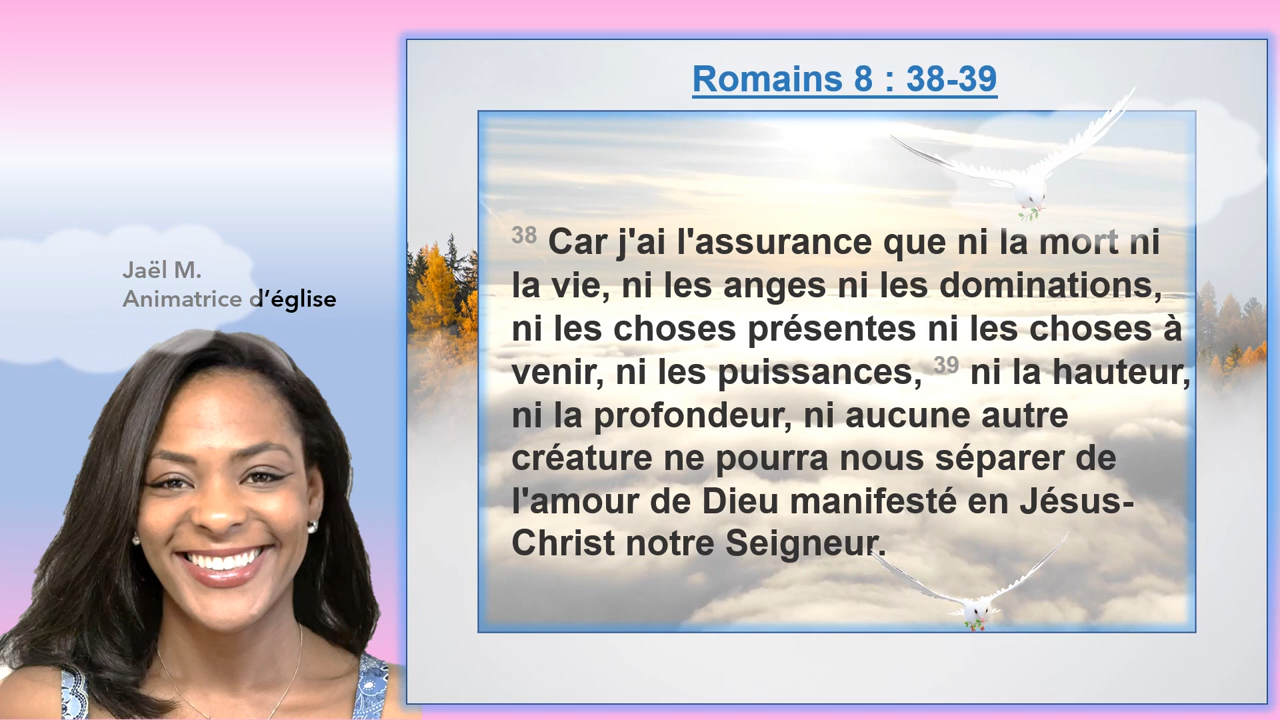 Romains 8 : 38-39
Jaël M.
Animatrice d’église
38 Car j'ai l'assurance que ni la mort ni
la vie, ni les anges ni les dominations,
ni les choses présentes ni les choses à
venir, ni les puissances, 39 ni la hauteur,
ni la profondeur, ni aucune autre
créature ne pourra nous séparer de
l'amour de Dieu manifesté en Jésus-
Christ notre Seigneur.